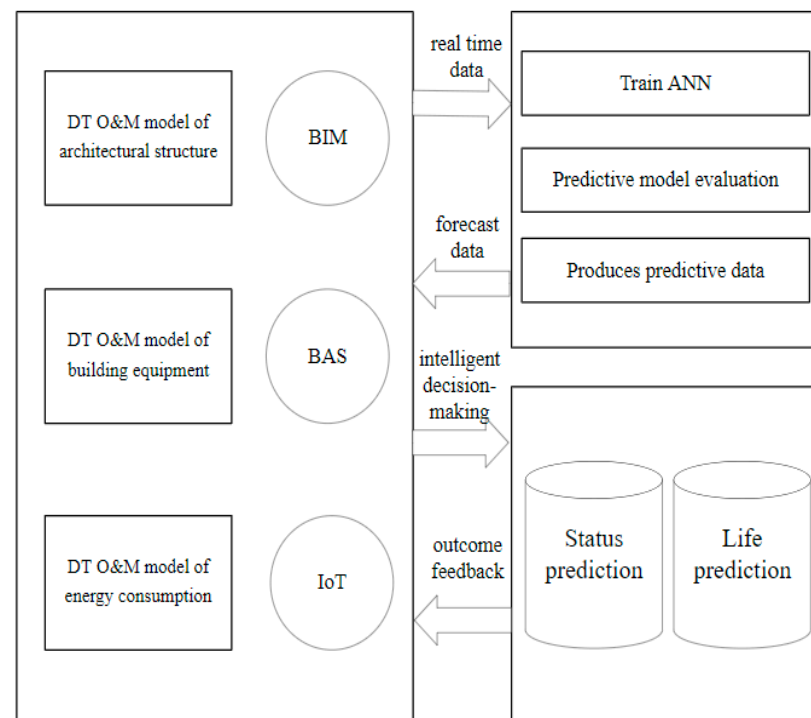 DT O&M model of
architectural structure
BIM
DT O&M model of
building equipment
BAS
DT O&M model of
energy consumption
IoT
real time
data
forecast
data
intelligent
decision-
making
outcome
feedback
Train ANN
Predictive model evaluation
Produces predictive data
Status
prediction
Life
prediction